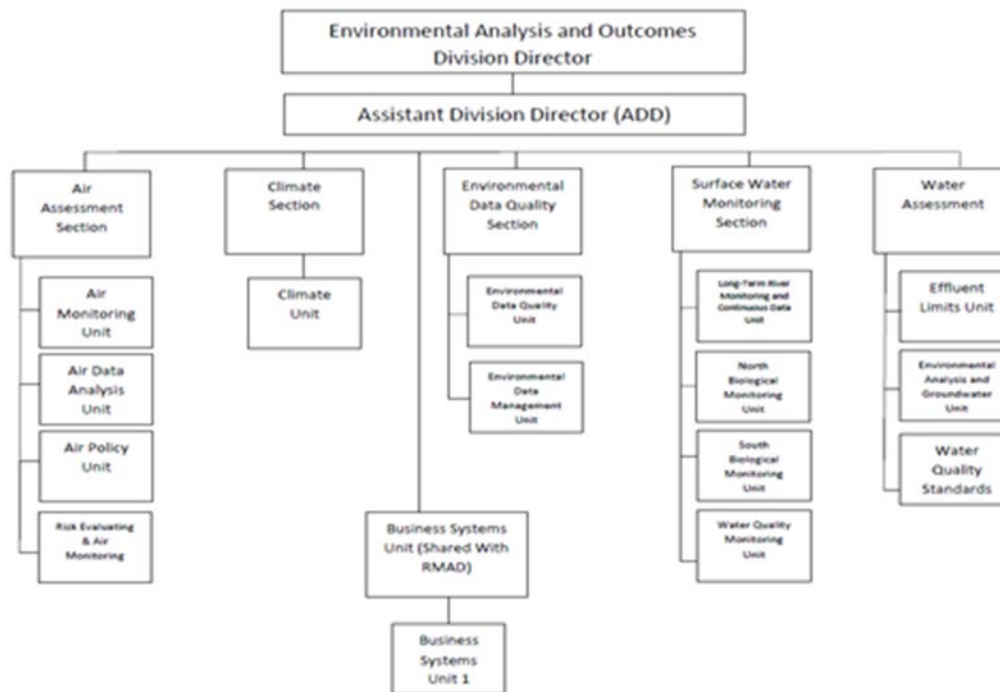 Environmental Analysis and Outcomes
Division Director
Assistant Division Director (ADD)
Air
Assessment
Section
Air
Monitoring
Unit
Air Data
Analysis
Unit
Air Policy
Unit
Risk Evaluating
& Air
Monitoring
Climate
Section
Climate
Unit
Business Systems
Unit (Shared With
RMAD)
Business
Systems
Unit 1
Environmental
Data Quality
Section
Environmental
Data Quality
Unit
Environmental
Data
Management
Unit
Surface Water
Monitoring
Section
Long-Term River
Monitoring and
Continuous Data
Unit
North
Biological
Monitoring
Unit
South
Biological
Monitoring
Unit
Water Quality
Monitoring
Unit
Water
Assessment
Effluent
Limits Unit
Environmental
Analysis and
Groundwater
Unit
Water
Quality
Standards